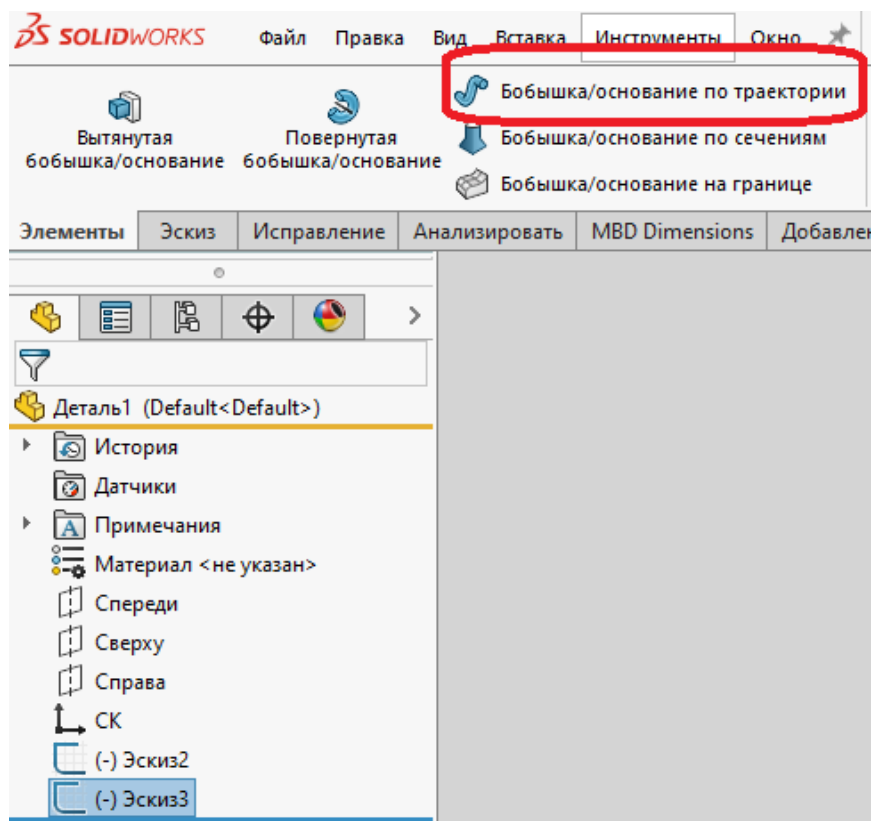 SOLIDWORKS Файл Правка Вид Вставка Инструменты Окно
Бобышка/основание по траектории
Вытянутая бобышка/основание
Повернутая бобышка/основание
Бобышка/основание по сечениям
Бобышка/основание на границе
Элементы Эскиз Исправление Анализировать MBD Dimensions Добавлен
Деталь1 (Default<Default>)
История
Датчики
Примечания
Материал <не указан>
Спереди
Сверху
Справа
СК
(-) Эскиз2
(-) Эскиз3